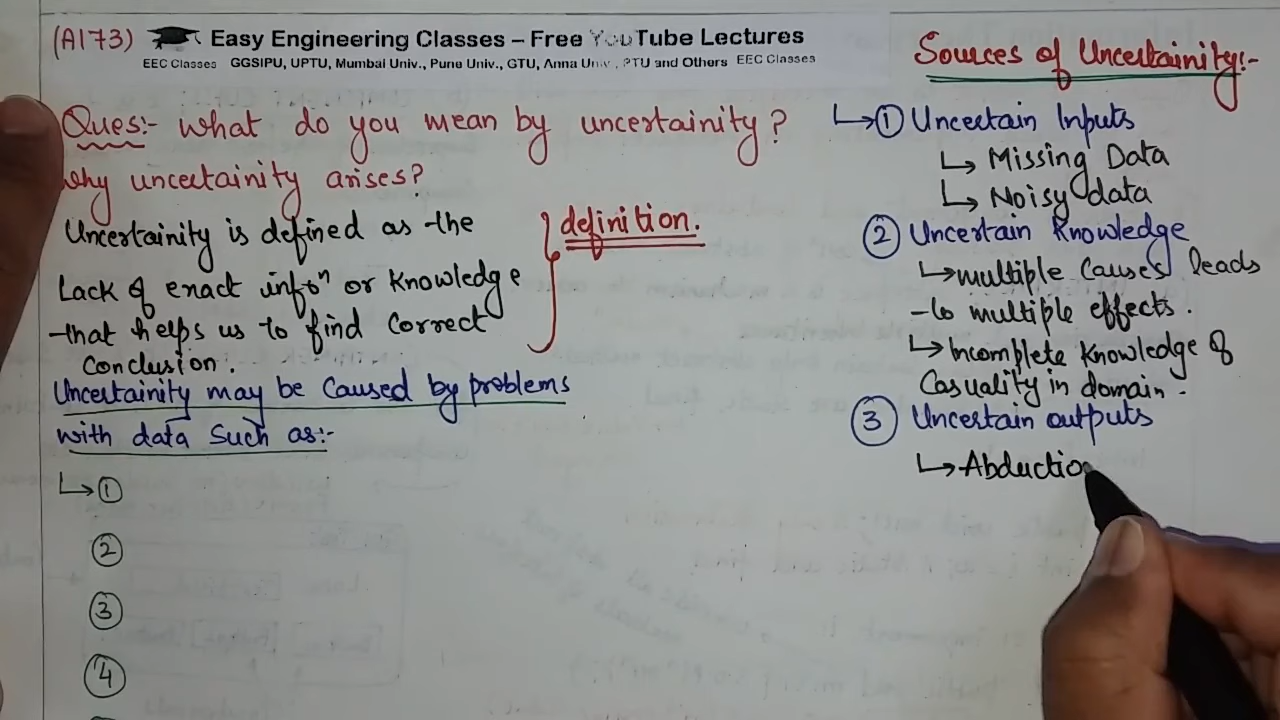 (A173) Easy Engineering Classes – Free YouTube Lectures
EEC Classes GGSIPU, UPTU, Mumbai Univ., Pune Univ., GTU, Anna Univ., PTU and Others EEC Classes
Ques:- What do you mean by uncertainity?
Why uncertainity arises?
Uncertainity is defined as the
Lack of exact infoⁿ or Knowledge
that helps us to find Correct
Conclusion.
definition.
Uncertainity may be Caused by problems
with data Such as:-
↳ ①
②
③
④
Sources of Uncertainity:-
↳ ① Uncertain Inputs
↳ Missing Data
↳ Noisy data
② Uncertain Knowledge
↳ multiple Causes leads
to multiple effects.
↳ Incomplete Knowledge of
Casuality in domain.
③ Uncertain outputs
↳ Abductio